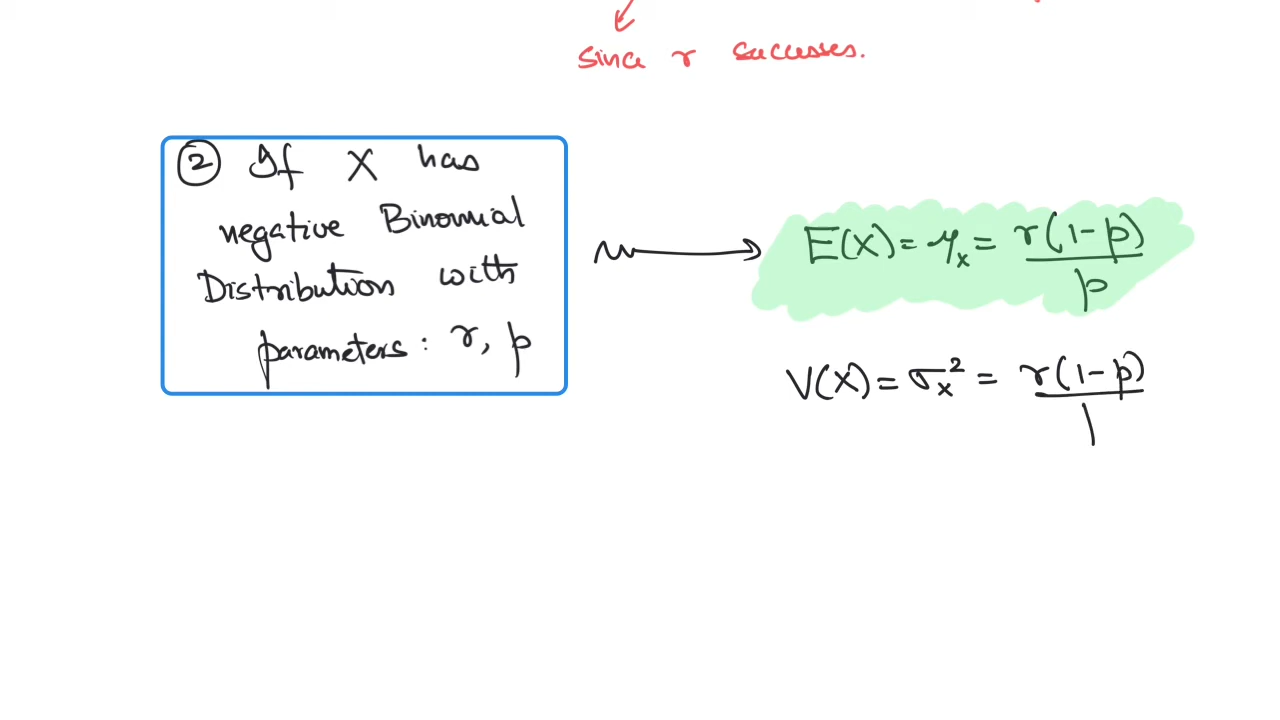 since r successes.
② If X has
negative Binomial
Distribution with
parameters: r, p
E(X) = μₓ = r(1-p)/p
V(X) = σₓ² = r(1-p)/